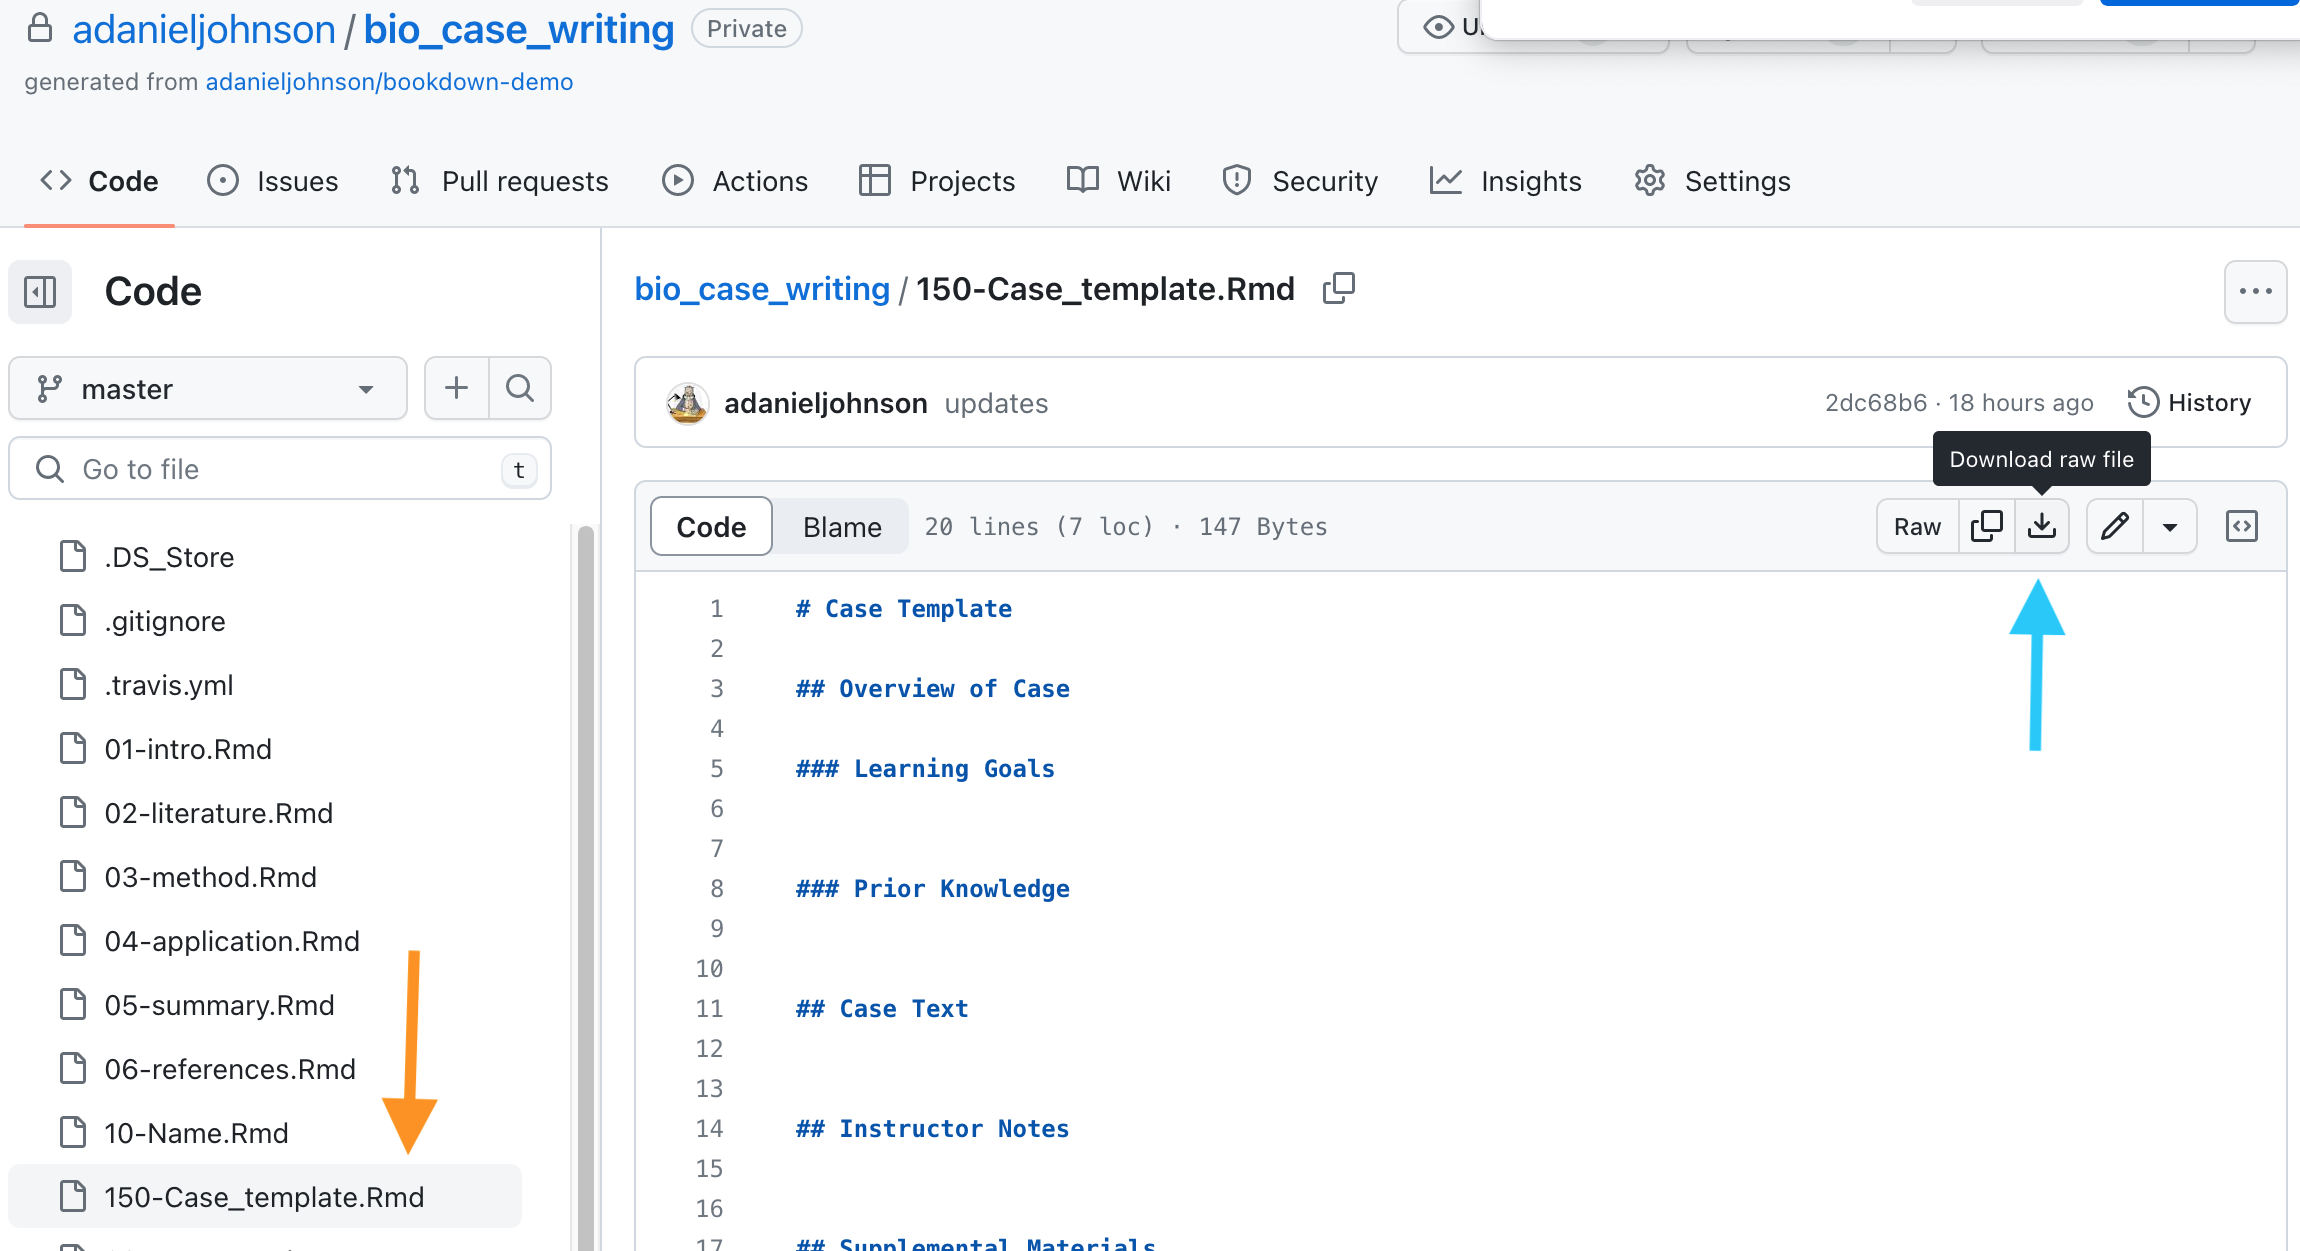 adanieljohnson / bio_case_writing Private
generated from adanieljohnson/bookdown-demo
Code Issues Pull requests Actions Projects Wiki Security Insights Settings
Code
master
Go to file t
.DS_Store
.gitignore
.travis.yml
01-intro.Rmd
02-literature.Rmd
03-method.Rmd
04-application.Rmd
05-summary.Rmd
06-references.Rmd
10-Name.Rmd
150-Case_template.Rmd
bio_case_writing / 150-Case_template.Rmd
adanieljohnson updates 2dc68b6 · 18 hours ago History
Download raw file
Code Blame 20 lines (7 loc) · 147 Bytes Raw
1 # Case Template
2
3 ## Overview of Case
4
5 ### Learning Goals
6
7
8 ### Prior Knowledge
9
10
11 ## Case Text
12
13
14 ## Instructor Notes
15
16
17 ## Supplemental Materials